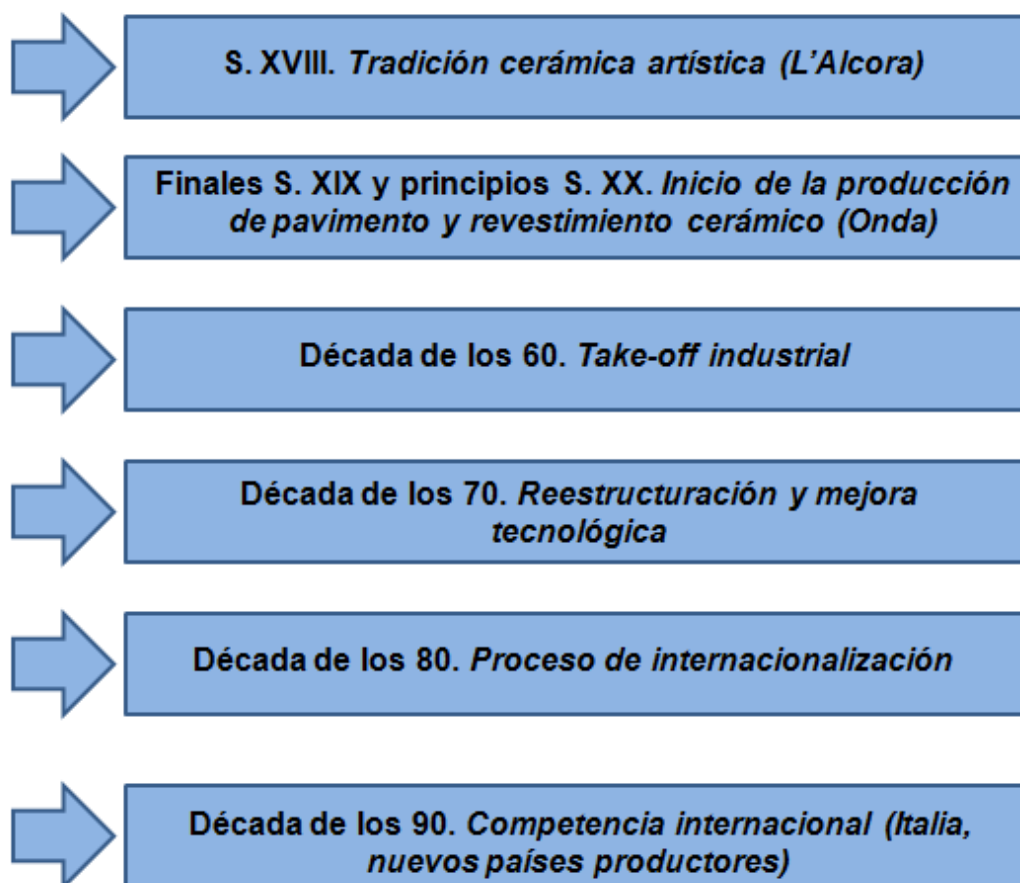 S. XVIII. Tradición cerámica artística (L’Alcora)
Finales S. XIX y principios S. XX. Inicio de la producción
de pavimento y revestimiento cerámico (Onda)
Década de los 60. Take-off industrial
Década de los 70. Reestructuración y mejora
tecnológica
Década de los 80. Proceso de internacionalización
Década de los 90. Competencia internacional (Italia,
nuevos países productores)